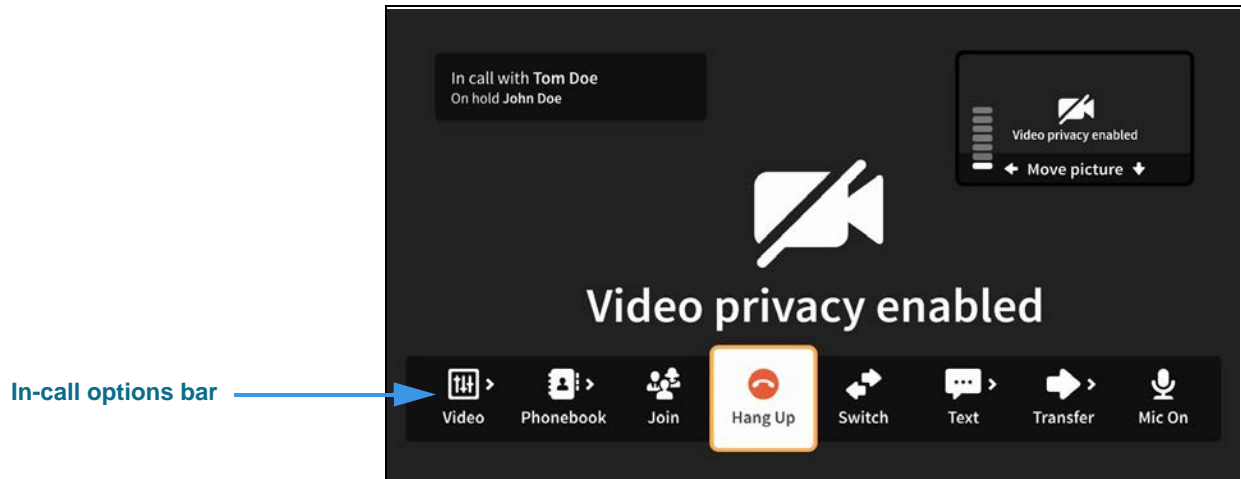 In call with Tom Doe
On hold John Doe
Video privacy enabled
Move picture
Video privacy enabled
In-call options bar
Video
Phonebook
Join
Hang Up
Switch
Text
Transfer
Mic On